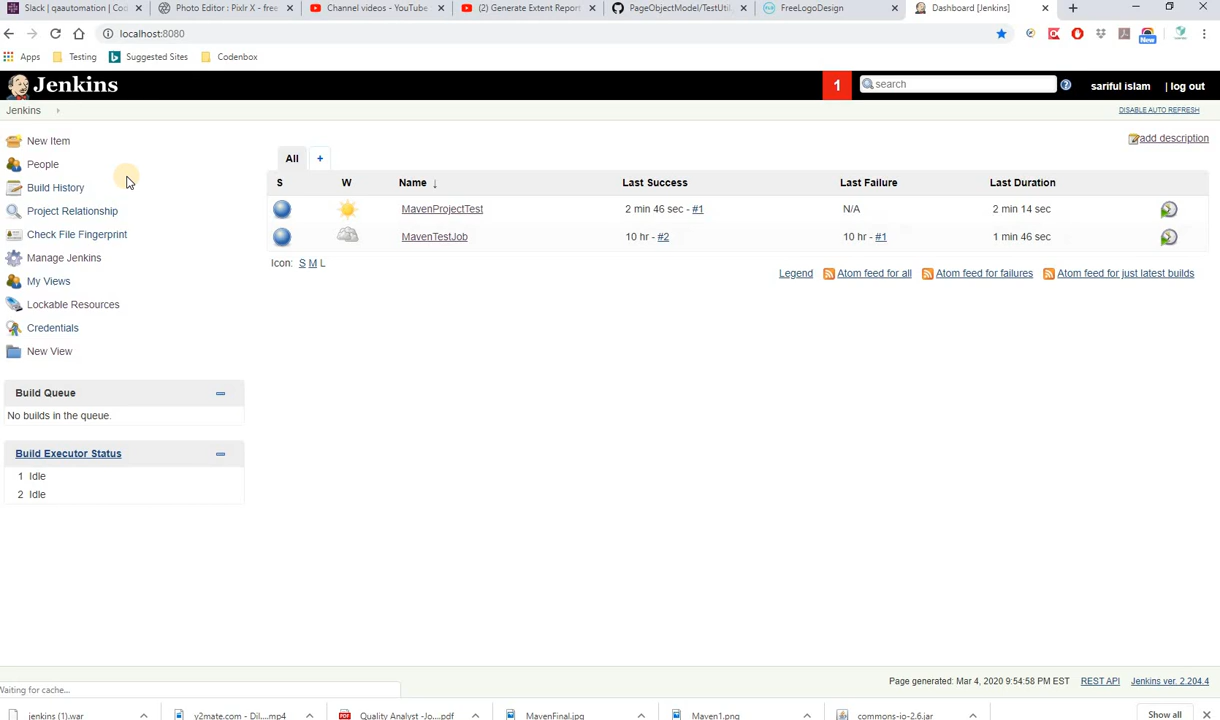 Slack | qaautomation | Cod
Photo Editor : Pixlr X - free
Channel videos - YouTube
(2) Generate Extent Report
PageObjectModel/TestUtil.
FreeLogoDesign
Dashboard [Jenkins]
localhost:8080
Apps
Testing
Suggested Sites
Codenbox
New
Jenkins
1
search
sariful islam
| log out
Jenkins
DISABLE AUTO REFRESH
New Item
People
Build History
Project Relationship
Check File Fingerprint
Manage Jenkins
My Views
Lockable Resources
Credentials
New View
Build Queue
No builds in the queue.
Build Executor Status
1 Idle
2 Idle
add description
All +
S W Name ↓ Last Success Last Failure Last Duration
MavenProjectTest 2 min 46 sec - #1 N/A 2 min 14 sec
MavenTestJob 10 hr - #2 10 hr - #1 1 min 46 sec
Icon: S M L
Legend Atom feed for all Atom feed for failures Atom feed for just latest builds
Page generated: Mar 4, 2020 9:54:58 PM EST REST API Jenkins ver. 2.204.4
Waiting for cache...
jenkins (1).war
y2mate.com - Dil....mp4
Quality Analyst -Jo....pdf
MavenFinal.jpg
Maven1.png
commons-io-2.6.jar
Show all